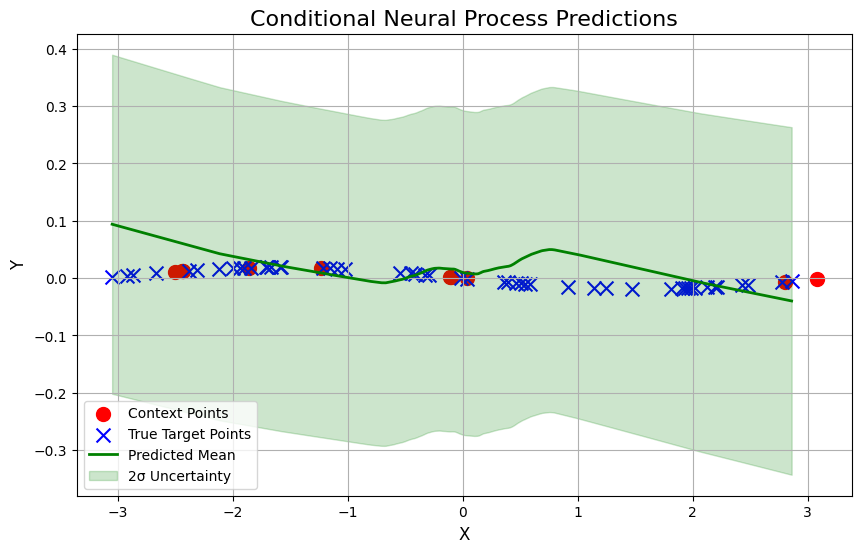 Conditional Neural Process Predictions
0.4
0.3
0.2
0.1
0.0
−0.1
−0.2
−0.3
Y
Context Points
True Target Points
Predicted Mean
2σ Uncertainty
−3 −2 −1 0 1 2 3
X